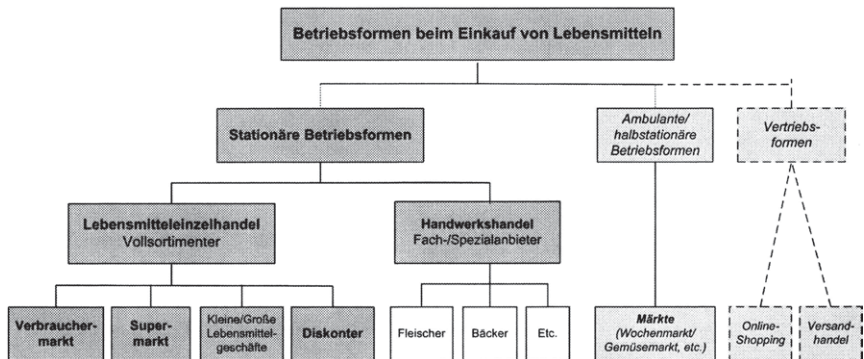 Betriebsformen beim Einkauf von Lebensmitteln
Stationäre Betriebsformen
Ambulante/
halbstationäre
Betriebsformen
Vertriebs-
formen
Lebensmitteleinzelhandel
Vollsortimenter
Handwerkshandel
Fach-/Spezialanbieter
Verbraucher-
markt
Super-
markt
Kleine/Große
Lebensmittel-
geschäfte
Diskonter
Fleischer
Bäcker
Etc.
Märkte
(Wochenmarkt/
Gemüsemarkt, etc.)
Online-
Shopping
Versand-
handel